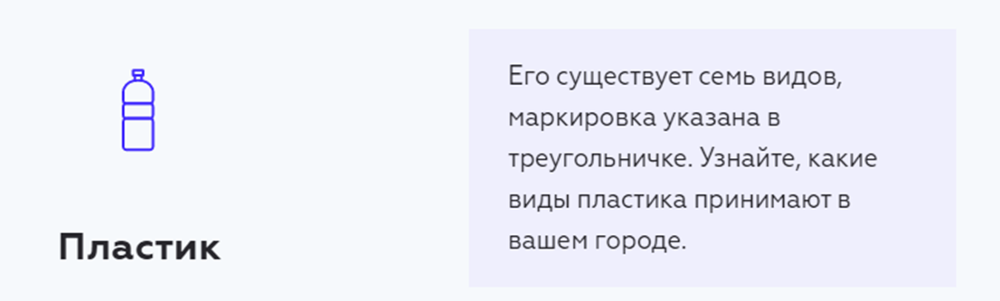 Пластик
Его существует семь видов,
маркировка указана в
треугольничке. Узнайте, какие
виды пластика принимают в
вашем городе.